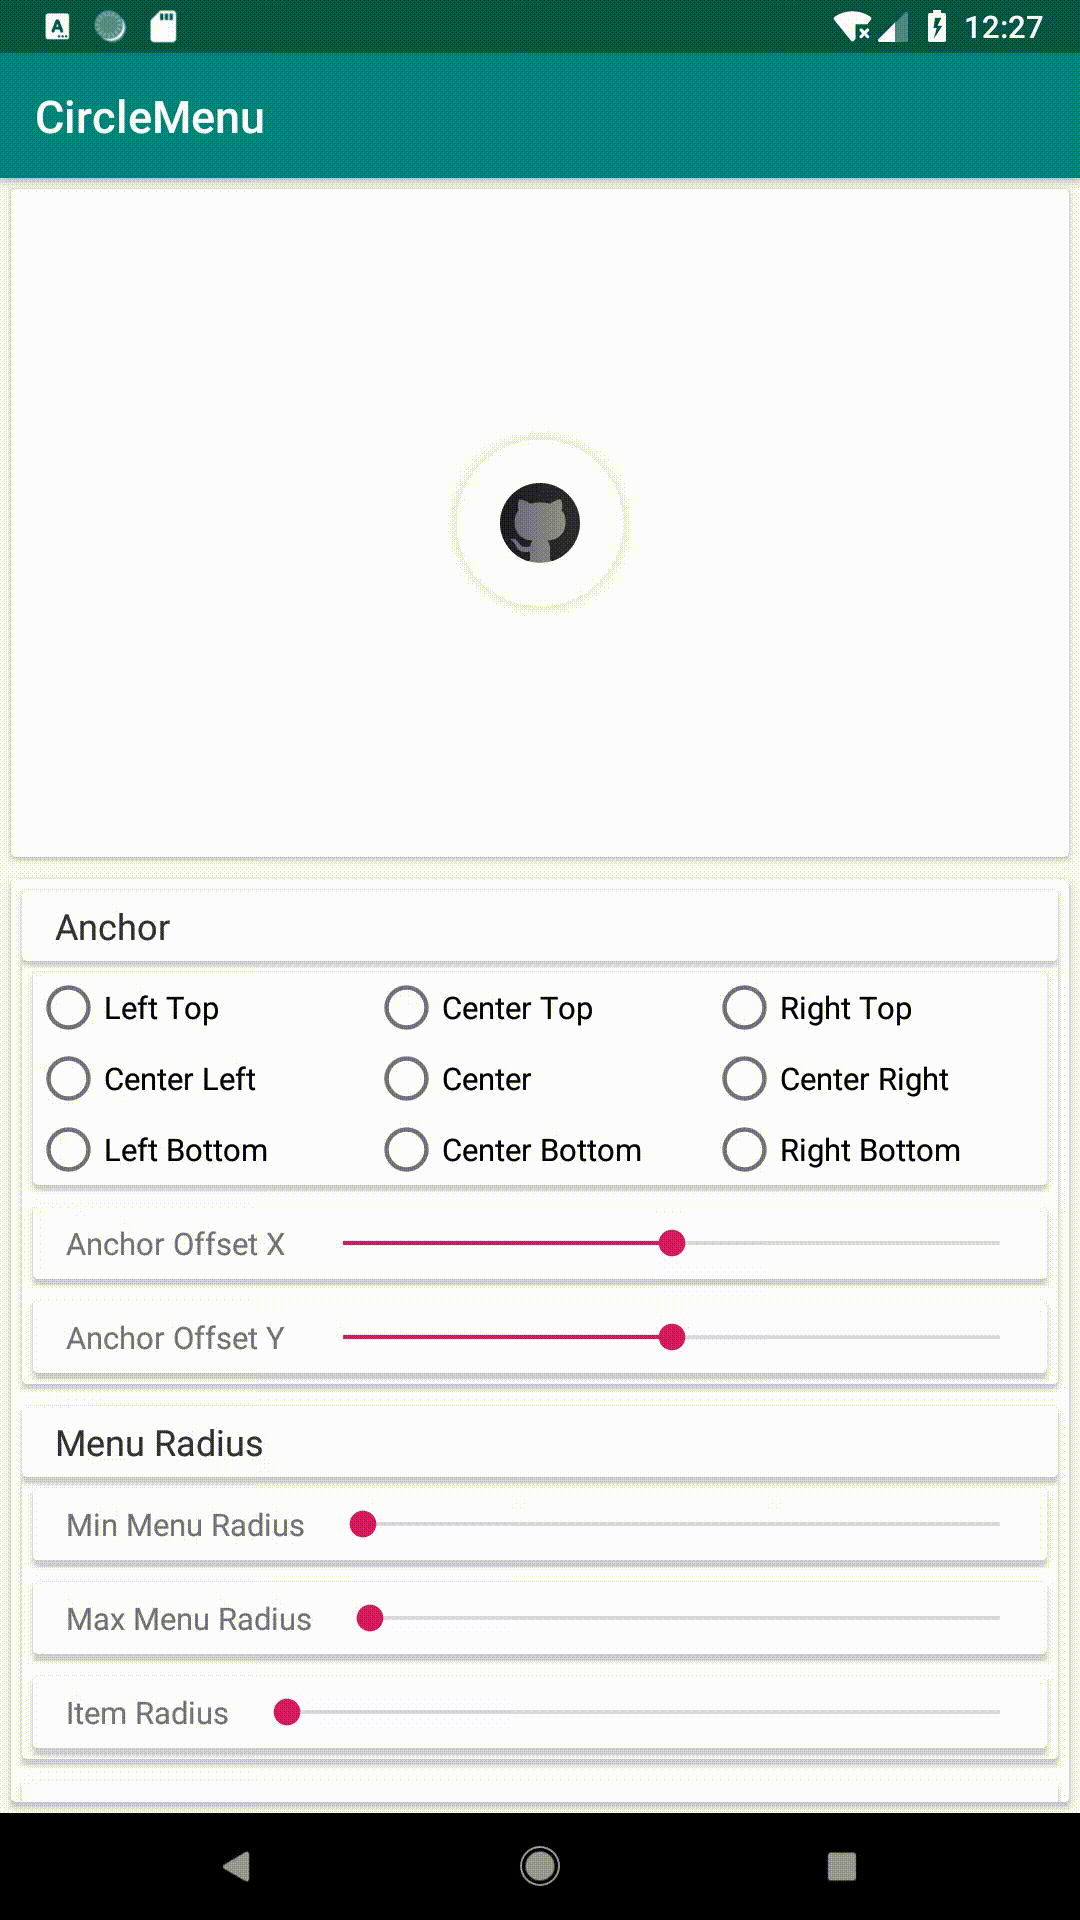 12:27
CircleMenu
Anchor
Left Top Center Top Right Top
Center Left Center Center Right
Left Bottom Center Bottom Right Bottom
Anchor Offset X
Anchor Offset Y
Menu Radius
Min Menu Radius
Max Menu Radius
Item Radius